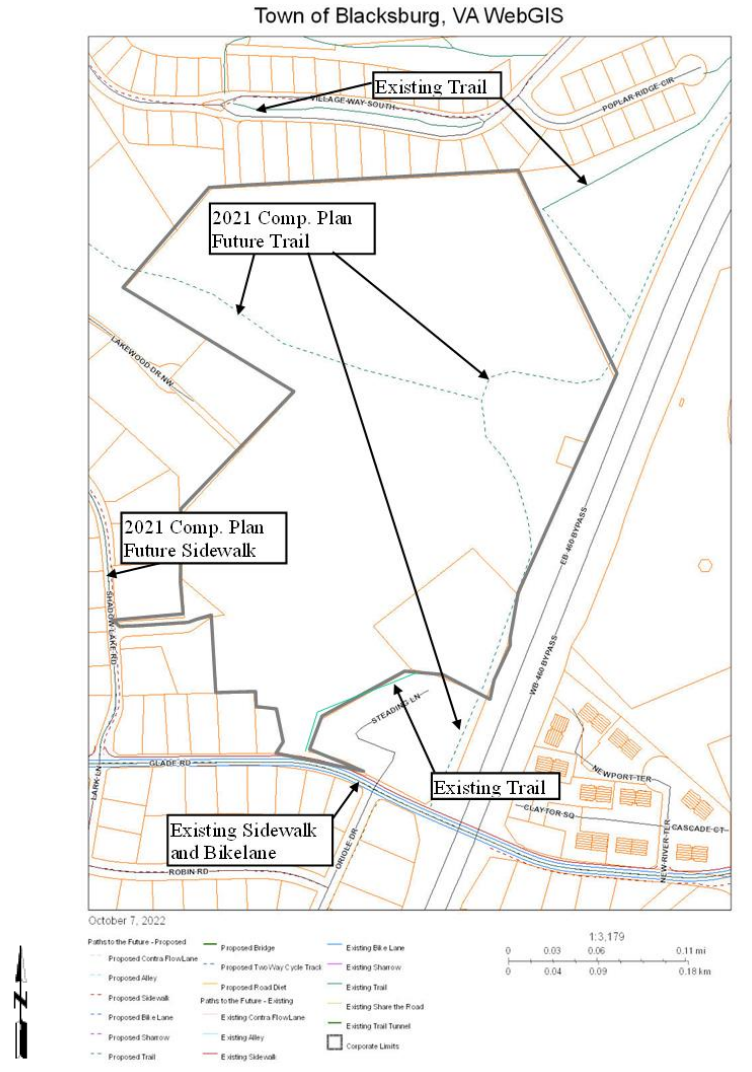 Town of Blacksburg, VA WebGIS
Existing Trail
VILLAGE WAY SOUTH
POPLAR RIDGE CIR
2021 Comp. Plan
Future Trail
LAKEWOOD DR NW
2021 Comp. Plan
Future Sidewalk
SHADOW LAKE RD
EB 460 BYPASS
WB 460 BYPASS
STEADING LN
Existing Trail
GLADE RD
LARK LN
Existing Sidewalk
and Bikelane
ORIOLE DR
ROBIN RD
NEWPORT TER
CLAYTOR SQ
CASCADE CT
NEW RIVER TER
October 7, 2022
Paths to the Future - Proposed
Proposed Contra FlowLane
Proposed Alley
Proposed Sidewalk
Proposed Bike Lane
Proposed Sharrow
Proposed Trail
Proposed Bridge
Proposed Two Way Cycle Track
Proposed Road Diet
Paths to the Future - Existing
Existing Contra FlowLane
Existing Alley
Existing Sidewalk
Existing Bike Lane
Existing Sharrow
Existing Trail
Existing Share the Road
Existing Trail Tunnel
Corporate Limits
1:3,179
0 0.03 0.06 0.11 mi
0 0.04 0.09 0.18 km
N